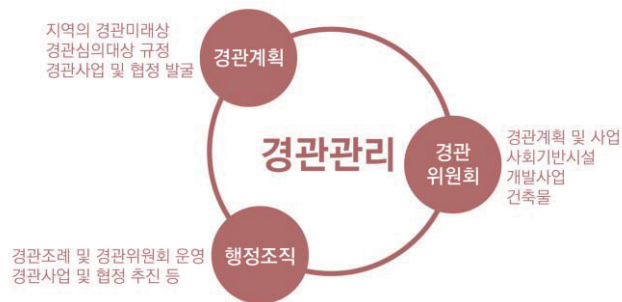 지역의 경관미래상
경관심의대상 규정
경관사업 및 협정 발굴
경관계획
경관관리
경관
위원회
경관계획 및 사업
사회기반시설
개발사업
건축물
행정조직
경관조례 및 경관위원회 운영
경관사업 및 협정 추진 등